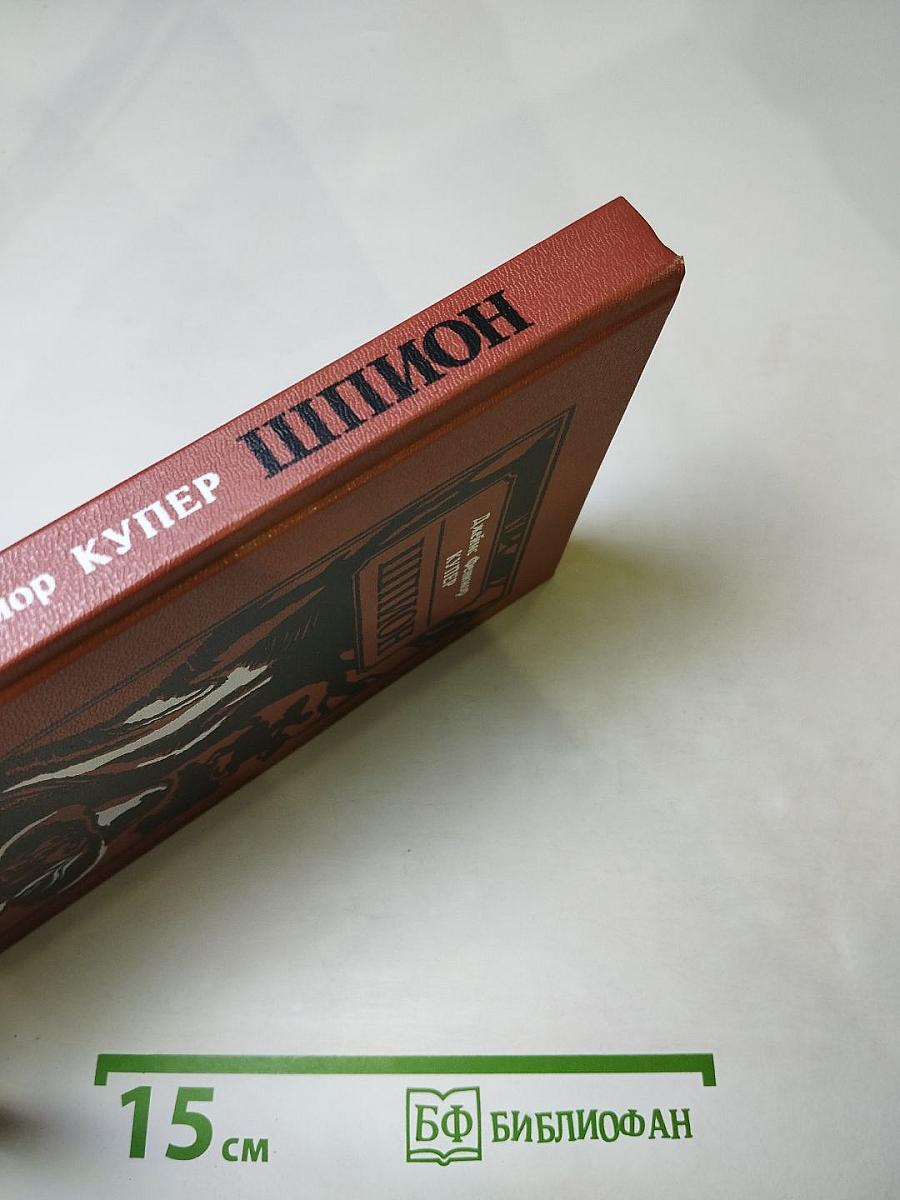 мор КУПЕР ШПИОН
Джеймс Фенимор
КУПЕР
ШПИОН
15 см
БФ БИБЛИОФАН